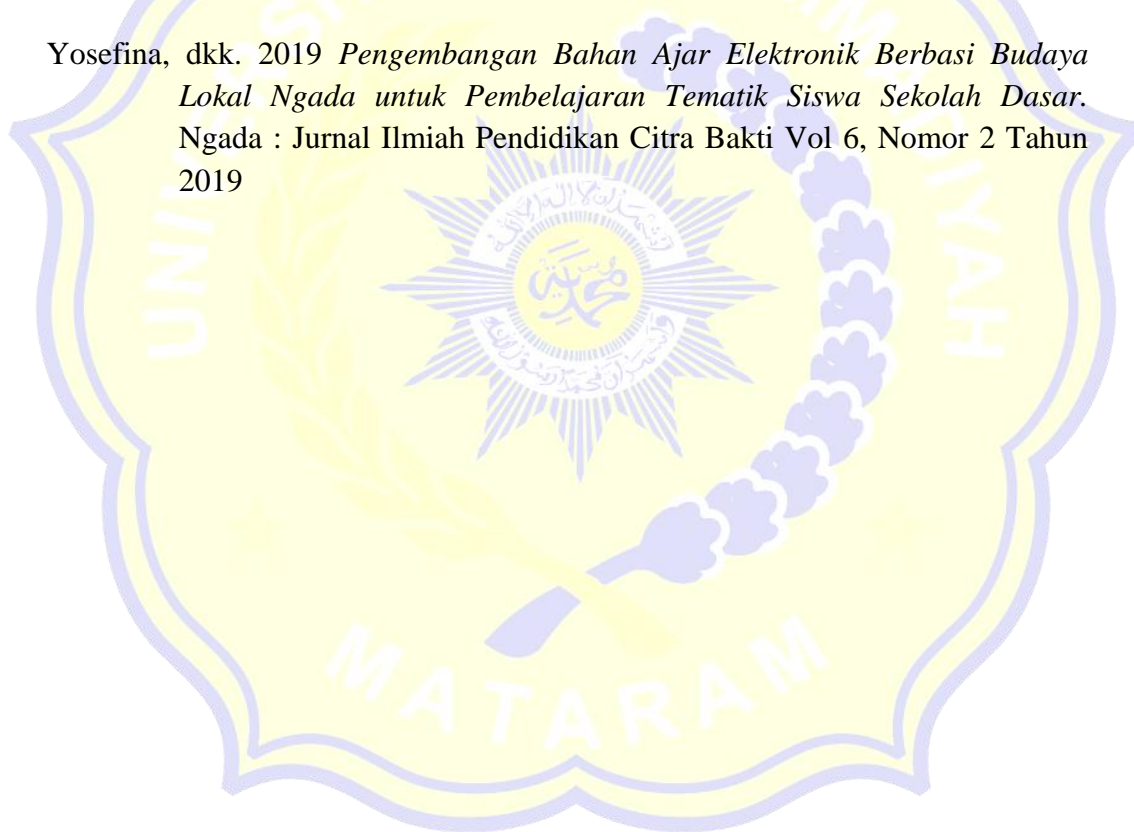 Yosefina, dkk. 2019 Pengembangan Bahan Ajar Elektronik Berbasi Budaya
Lokal Ngada untuk Pembelajaran Tematik Siswa Sekolah Dasar.
Ngada : Jurnal Ilmiah Pendidikan Citra Bakti Vol 6, Nomor 2 Tahun
2019
MATARAM